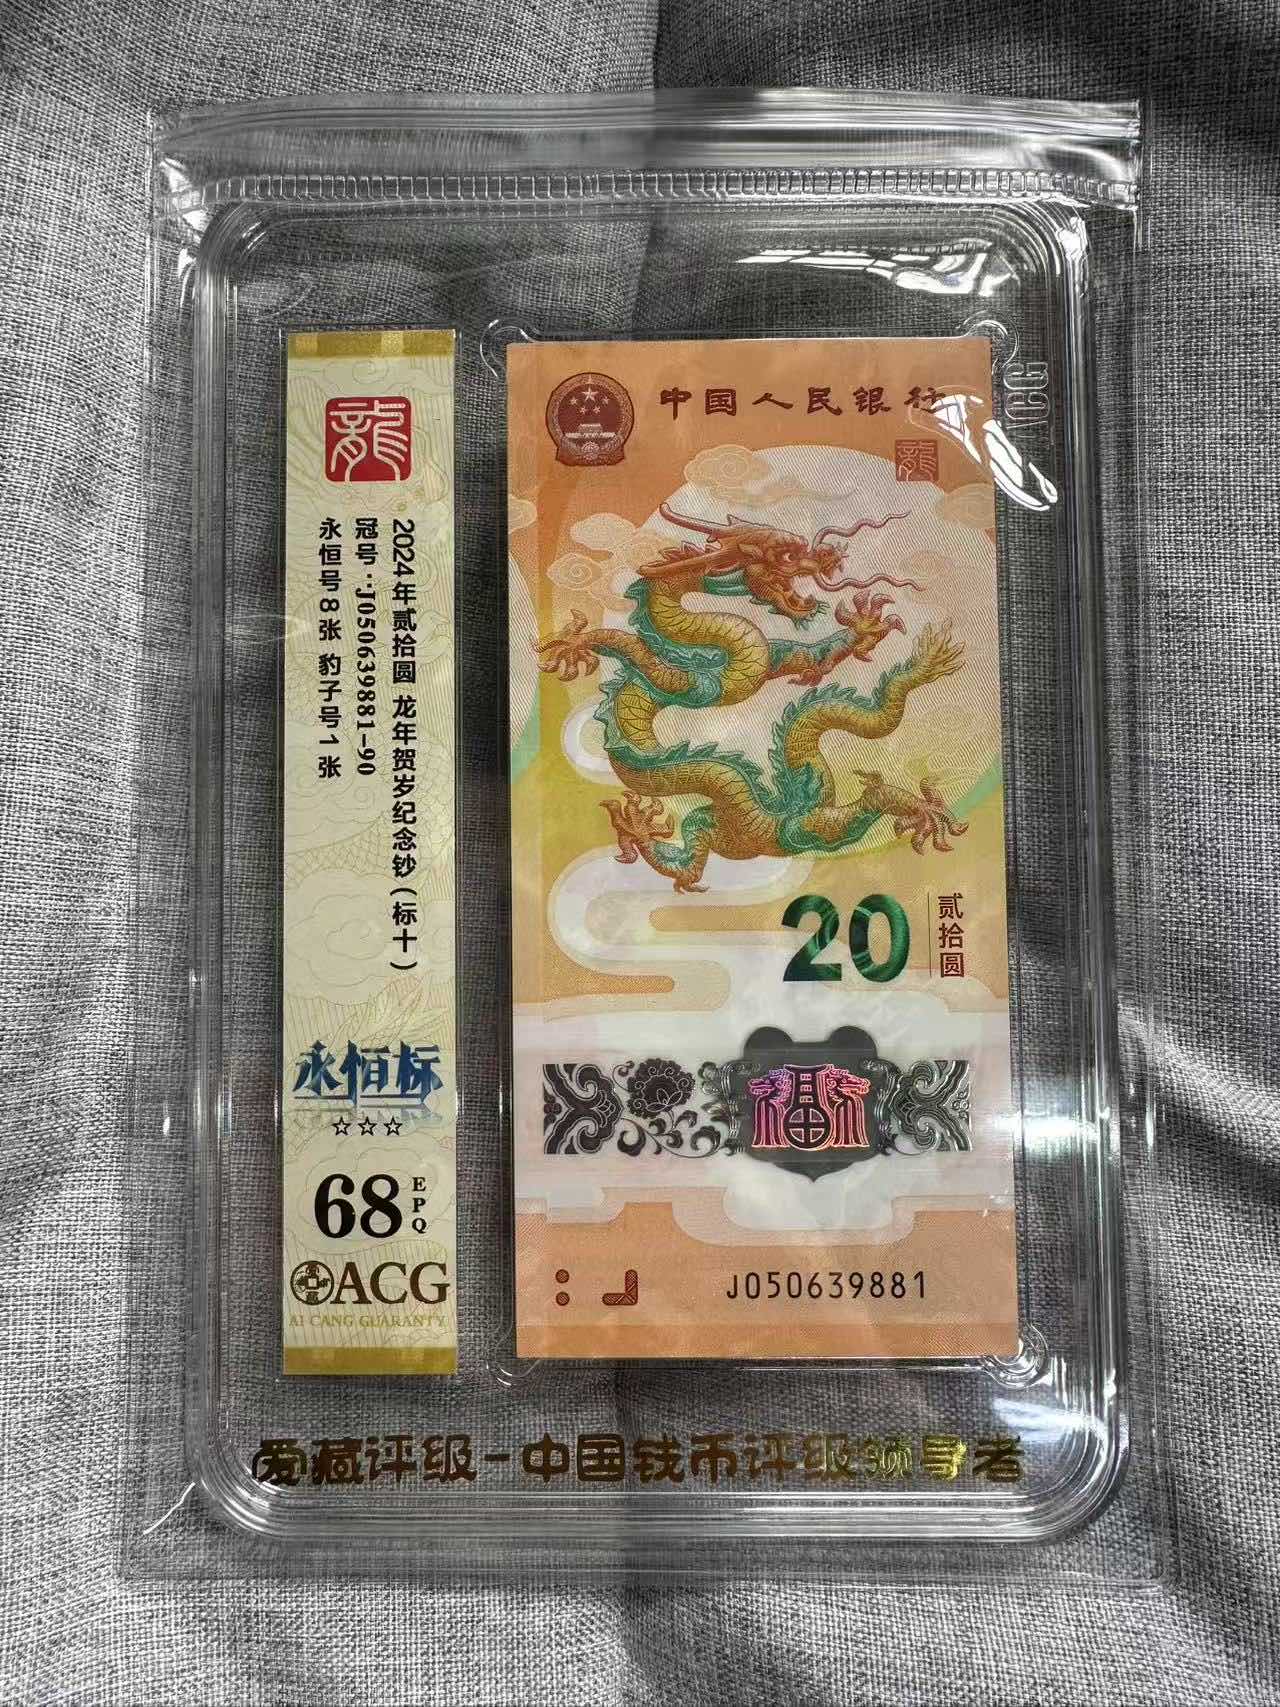 龍
2024年贰拾圆 龙年贺岁纪念钞(标十)
冠号:J050639881-90
永恒号8张 豹子号1张
永恒标
☆☆☆
68 EPQ
ACG
AI CANG GUARANTY
中国人民银行
龍
20
贰拾圆
福
J050639881
爱藏评级-中国钱币评级领导者